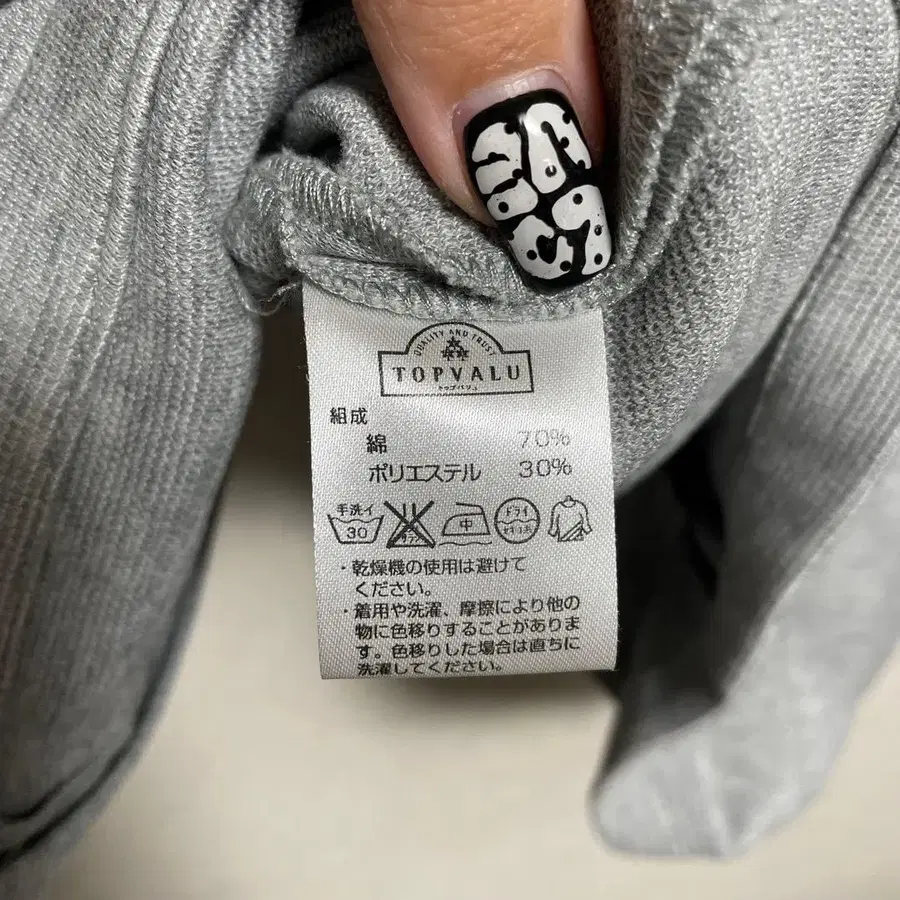 QUALITY AND TRUST
TOPVALU
トップバリュ
組成
綿 70%
ポリエステル 30%
手洗イ
30
中
ドライ
・乾燥機の使用は避けて
ください。
・着用や洗濯、摩擦により他の
物に色移りすることがありま
す。色移りした場合は直ちに
洗濯してください。